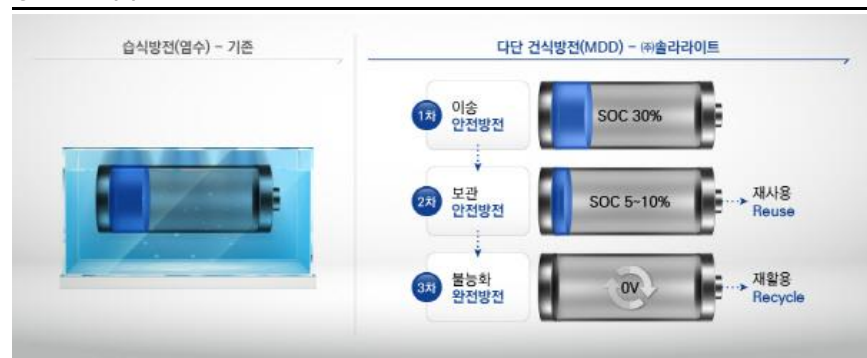 습식방전(염수) - 기존
다단 건식방전(MDD) - ㈜솔라라이트
1차
이송
안전방전
SOC 30%
2차
보관
안전방전
SOC 5~10%
재사용
Reuse
3차
불능화
완전방전
0V
재활용
Recycle